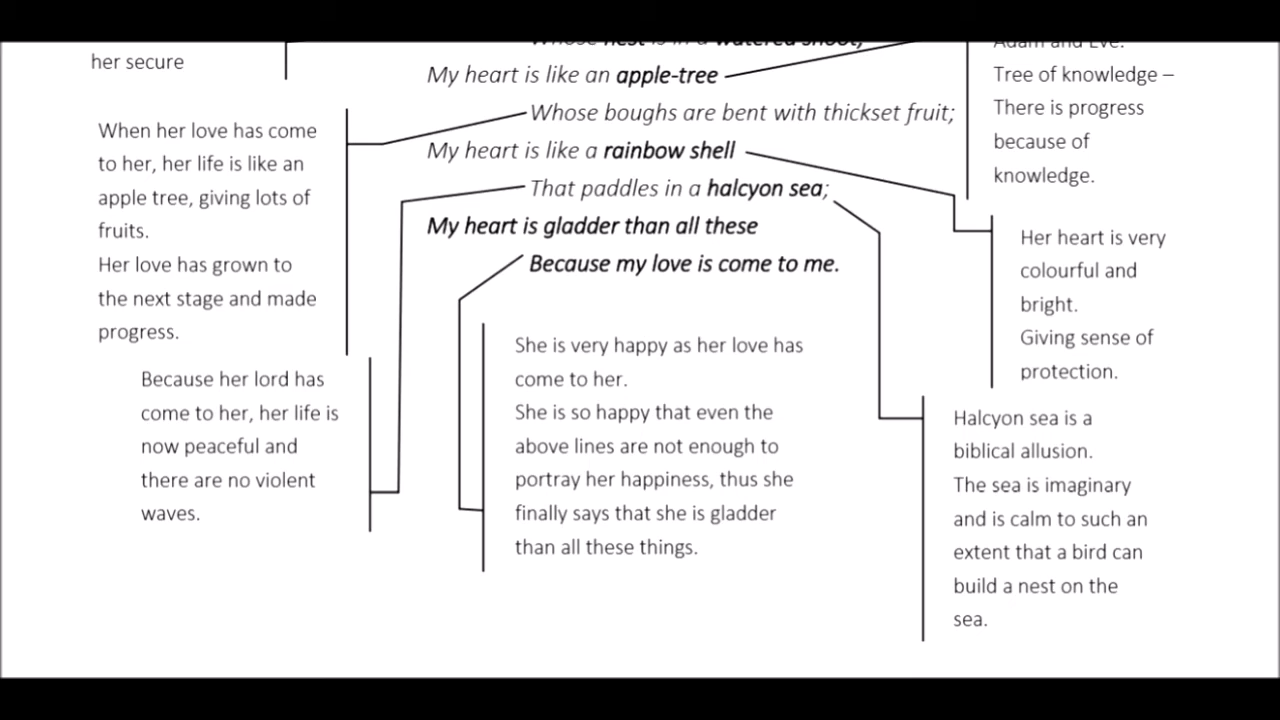 her secure
Whose nest is in a watered shoot;
My heart is like an apple-tree
Whose boughs are bent with thickset fruit;
My heart is like a rainbow shell
That paddles in a halcyon sea;
My heart is gladder than all these
Because my love is come to me.
Adam and Eve.
Tree of knowledge –
There is progress
because of
knowledge.
When her love has come
to her, her life is like an
apple tree, giving lots of
fruits.
Her love has grown to
the next stage and made
progress.
Her heart is very
colourful and
bright.
Giving sense of
protection.
Because her lord has
come to her, her life is
now peaceful and
there are no violent
waves.
She is very happy as her love has
come to her.
She is so happy that even the
above lines are not enough to
portray her happiness, thus she
finally says that she is gladder
than all these things.
Halcyon sea is a
biblical allusion.
The sea is imaginary
and is calm to such an
extent that a bird can
build a nest on the
sea.